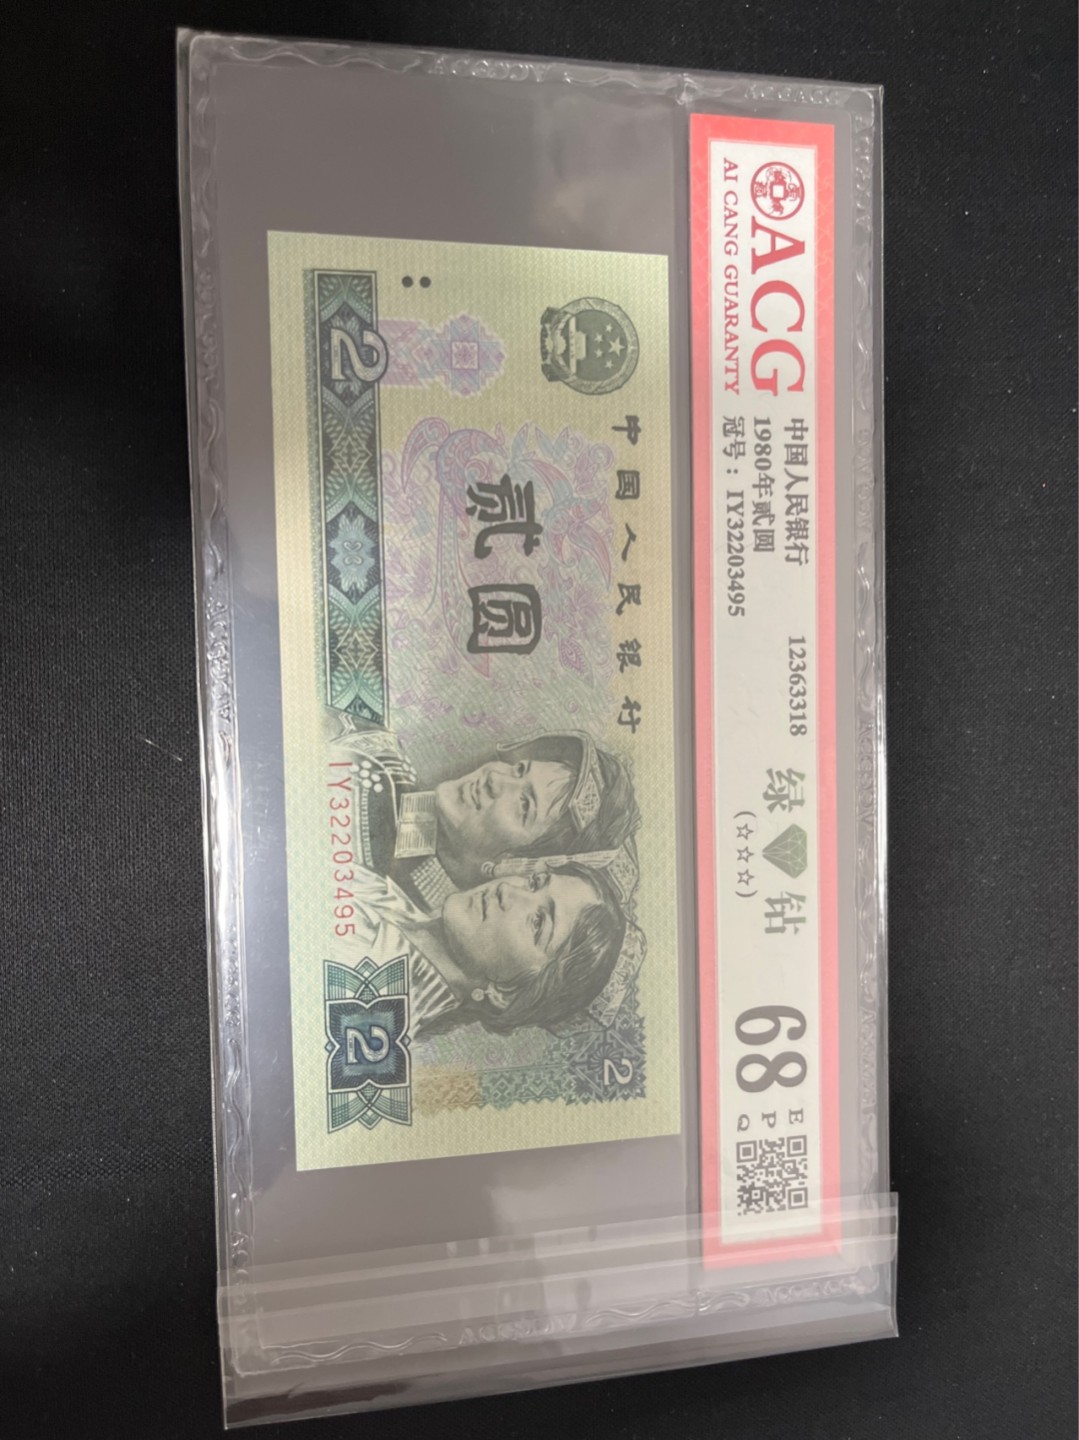 ACG
AI CANG GUARANTY
中国人民银行 12363318
1980年贰圆
冠号：IY32203495
绿 钻
(☆☆☆)
68
E
P
Q
中国人民银行
贰圆
2
IY32203495
2
2